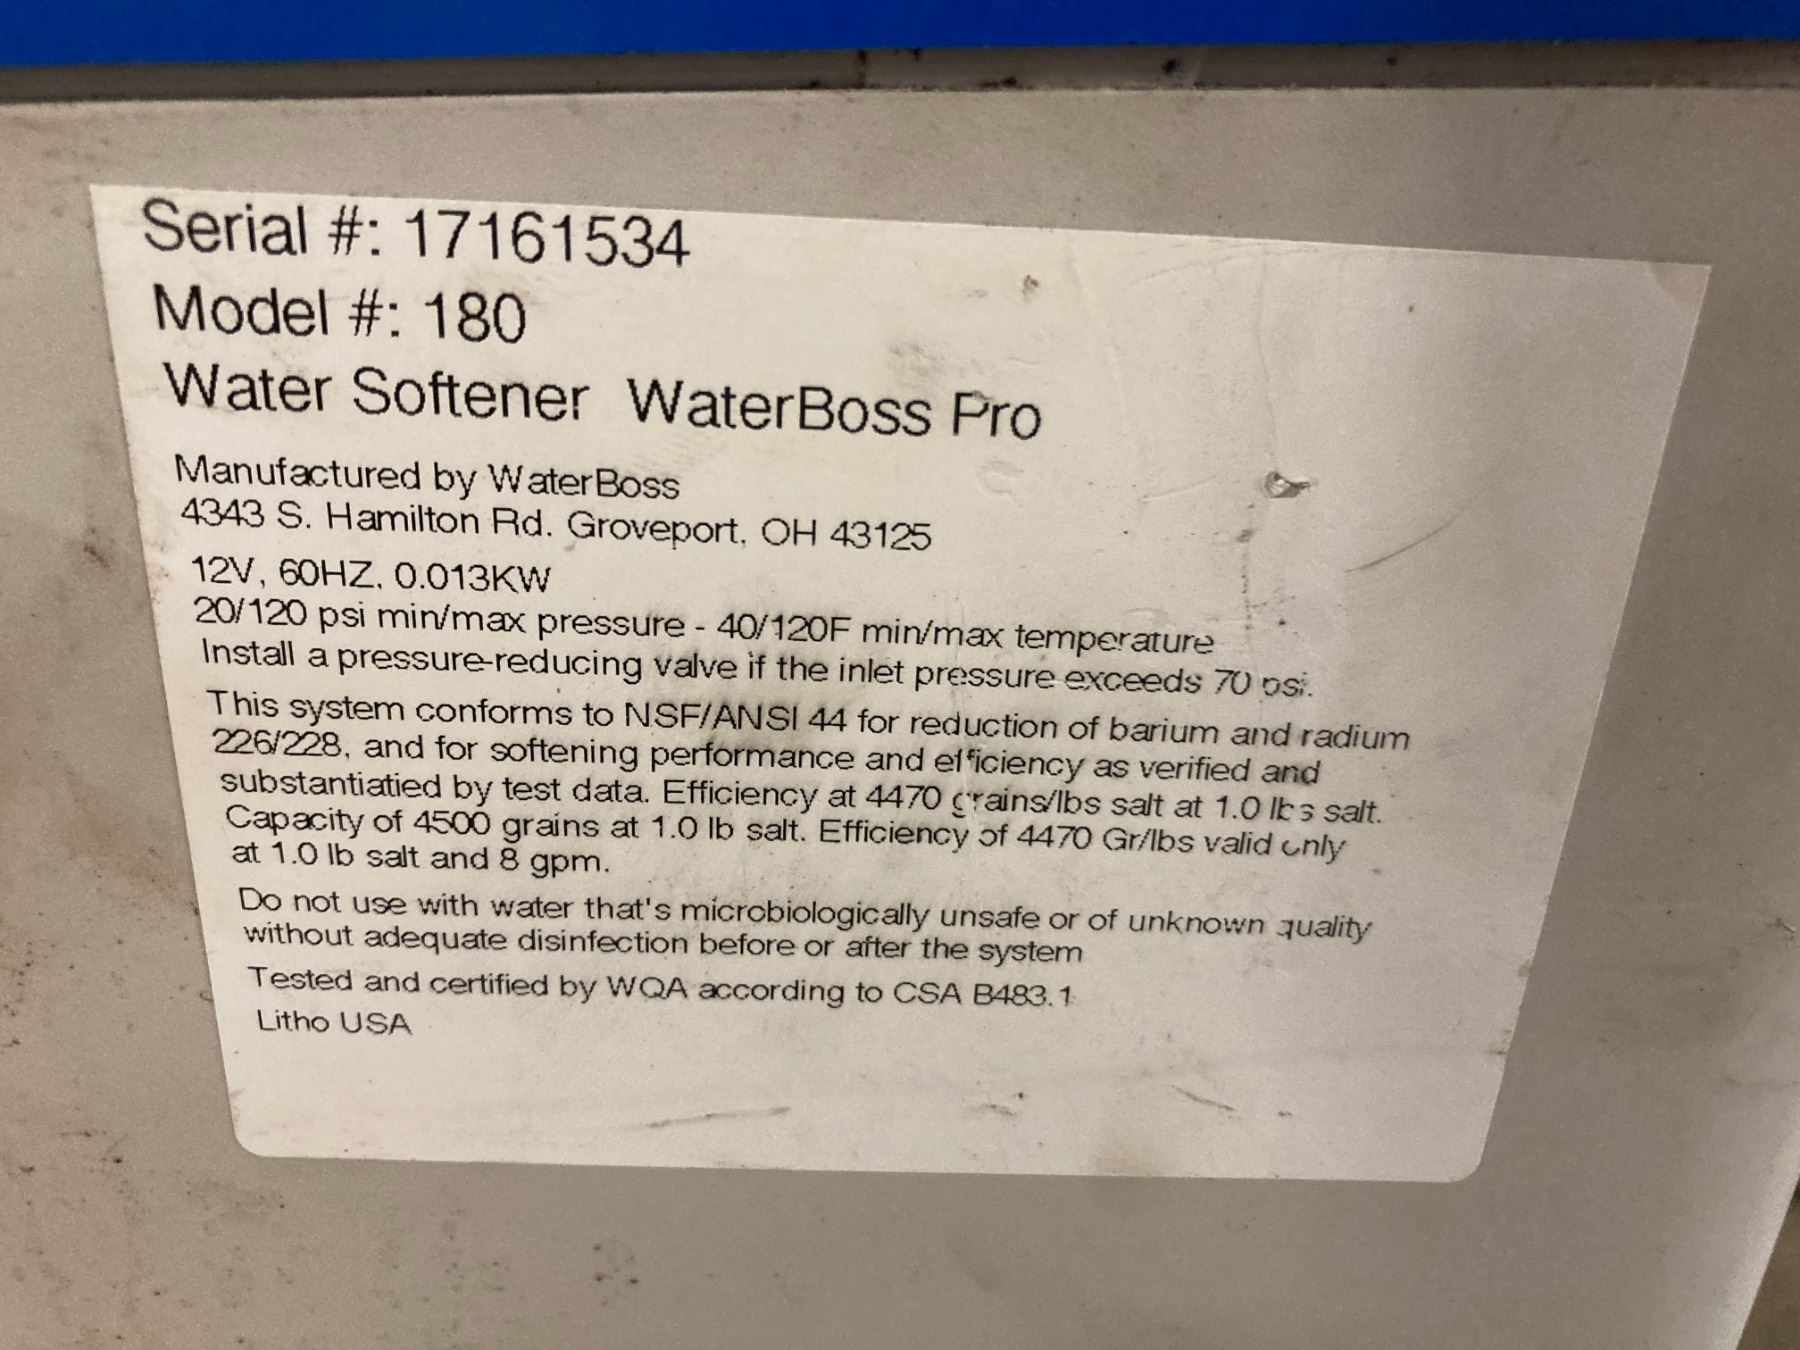 Serial #: 17161534
Model #: 180
Water Softener WaterBoss Pro
Manufactured by WaterBoss
4343 S. Hamilton Rd. Groveport, OH 43125
12V, 60HZ, 0.013KW
20/120 psi min/max pressure - 40/120F min/max temperature
Install a pressure-reducing valve if the inlet pressure exceeds 70 psi.
This system conforms to NSF/ANSI 44 for reduction of barium and radium
226/228, and for softening performance and efficiency as verified and
substantiatied by test data. Efficiency at 4470 grains/lbs salt at 1.0 lbs salt.
Capacity of 4500 grains at 1.0 lb salt. Efficiency of 4470 Gr/lbs valid only
at 1.0 lb salt and 8 gpm.
Do not use with water that's microbiologically unsafe or of unknown quality
without adequate disinfection before or after the system
Tested and certified by WQA according to CSA B483.1
Litho USA